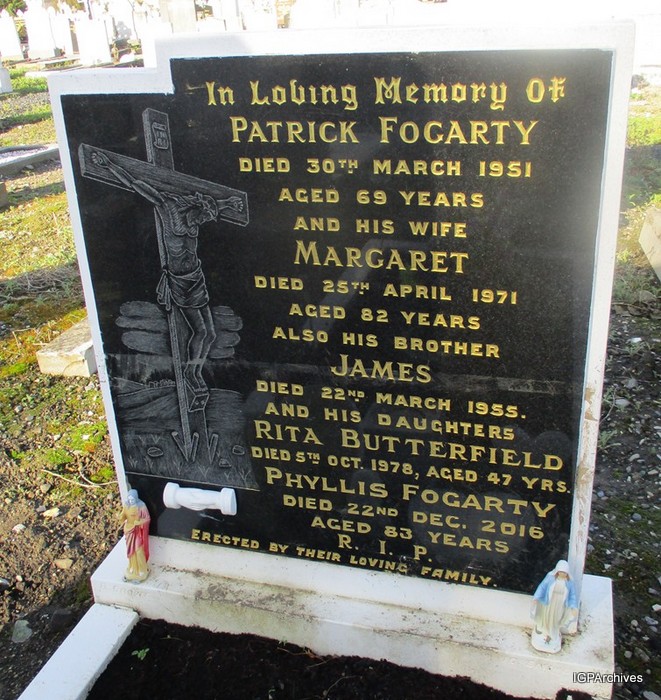 In Loving Memory Of
PATRICK FOGARTY
DIED 30TH MARCH 1951
AGED 69 YEARS
AND HIS WIFE
MARGARET
DIED 25TH APRIL 1971
AGED 82 YEARS
ALSO HIS BROTHER
JAMES
DIED 22ND MARCH 1955.
AND HIS DAUGHTERS
RITA BUTTERFIELD
DIED 5TH OCT. 1978, AGED 47 YRS.
PHYLLIS FOGARTY
DIED 22ND DEC. 2016
AGED 83 YEARS
R. I. P.
ERECTED BY THEIR LOVING FAMILY.
IGPArchives